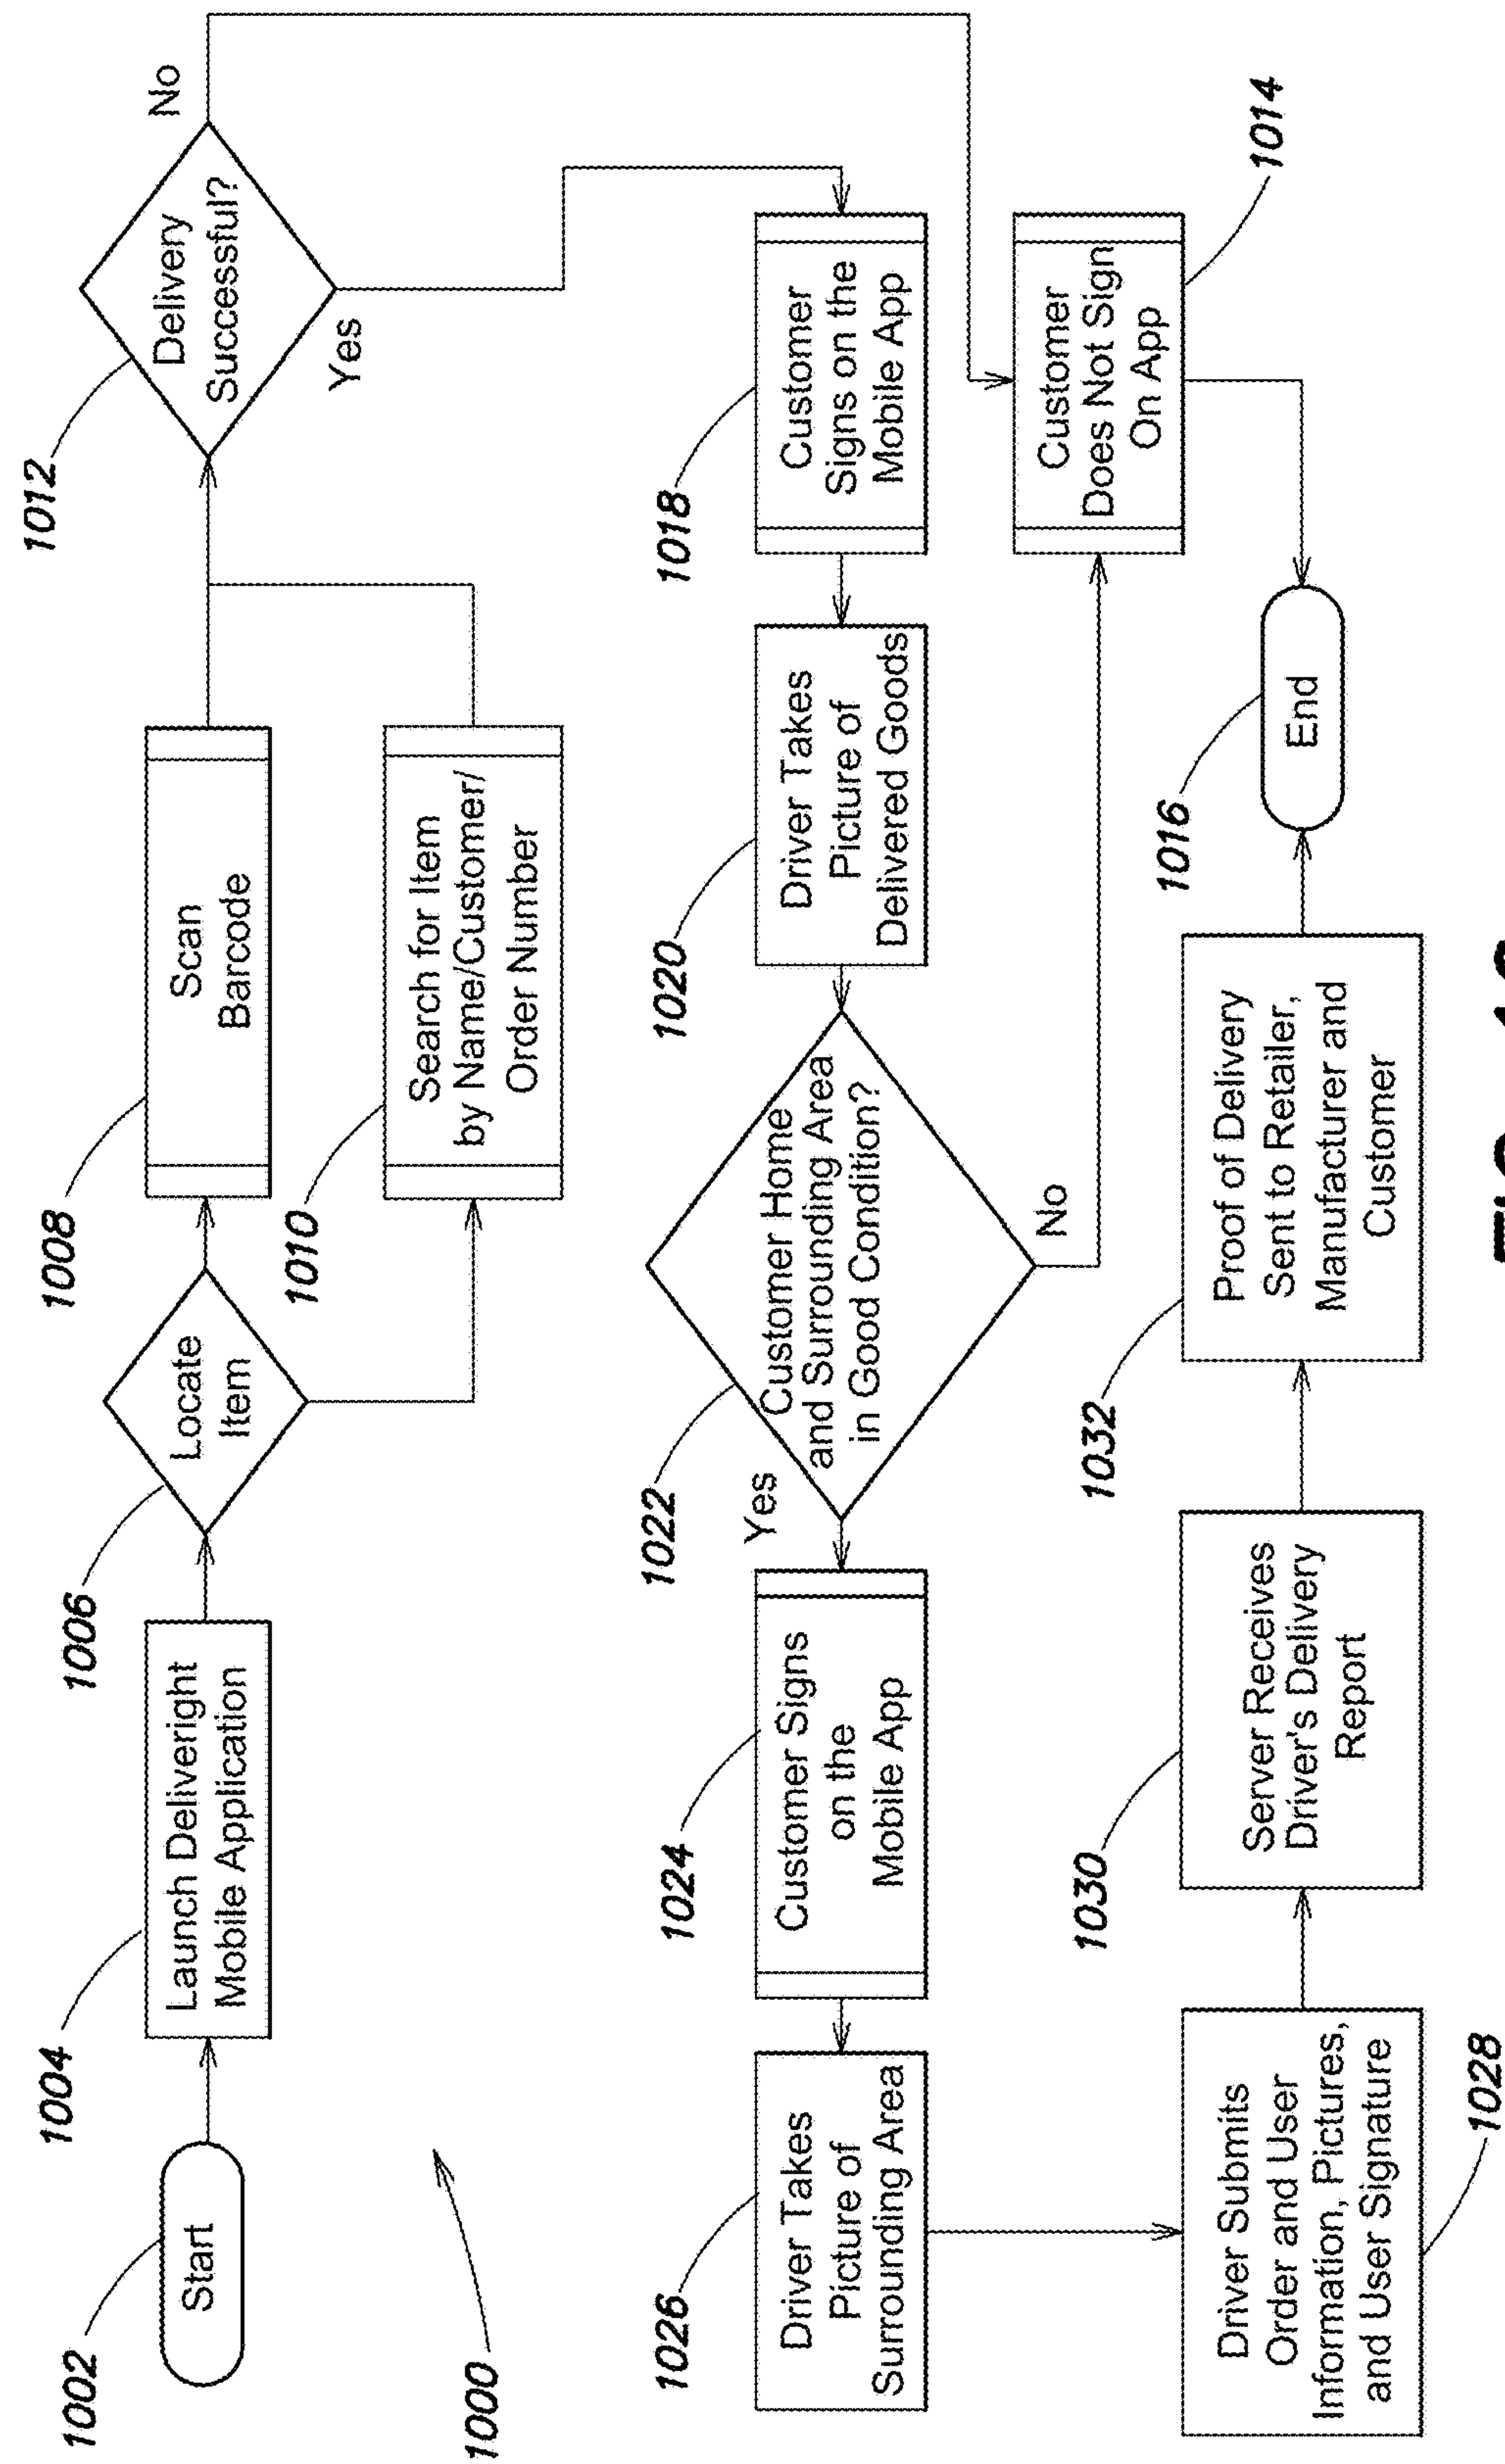 1002
Start
1004
Launch Deliveright
Mobile Application
1006
Locate
Item
1008
Scan
Barcode
1010
Search for Item
by Name/Customer/
Order Number
1012
Delivery
Successful?
No
Yes
1000
1018
Customer
Signs on the
Mobile App
1020
Driver Takes
Picture of
Delivered Goods
1022
Customer Home
and Surrounding Area
in Good Condition?
Yes
No
1024
Customer Signs
on the
Mobile App
1026
Driver Takes
Picture of
Surrounding Area
1014
Customer
Does Not Sign
On App
1028
Driver Submits
Order and User
Information, Pictures,
and User Signature
1030
Server Receives
Driver's Delivery
Report
1032
Proof of Delivery
Sent to Retailer,
Manufacturer and
Customer
1016
End